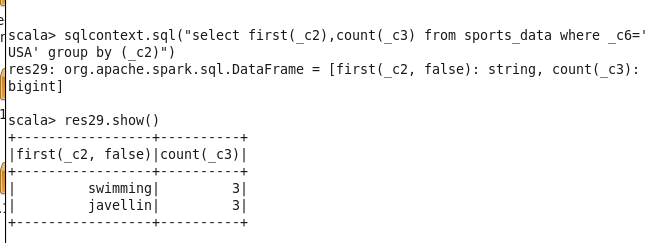 scala> sqlcontext.sql("select first(_c2),count(_c3) from sports_data where _c6='
USA' group by (_c2)")
res29: org.apache.spark.sql.DataFrame = [first(_c2, false): string, count(_c3):
bigint]
scala> res29.show()
+-----------------+----------+
|first(_c2, false)|count(_c3)|
+-----------------+----------+
|         swimming|         3|
|         javellin|         3|
+-----------------+----------+